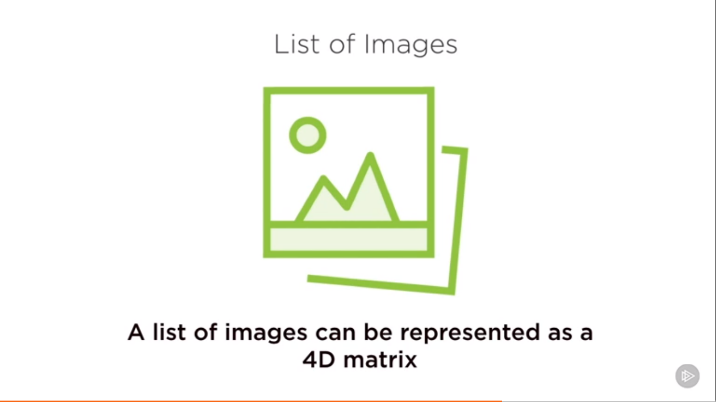 List of Images
A list of images can be represented as a
4D matrix